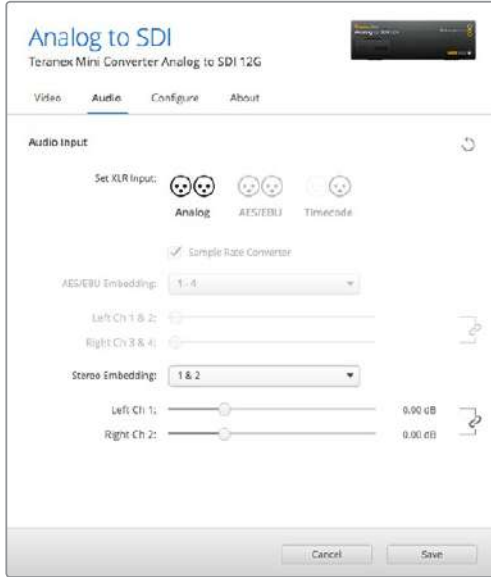 Analog to SDI
Teranex Mini Converter Analog to SDI 12G
Video Audio Configure About
Audio Input
Set XLR Input:
Analog AES/EBU Timecode
Sample Rate Converter
AES/EBU Embedding: 1 - 4
Left Ch 1 & 2:
Right Ch 3 & 4:
Stereo Embedding: 1 & 2
Left Ch 1: 0.00 dB
Right Ch 2: 0.00 dB
Cancel Save